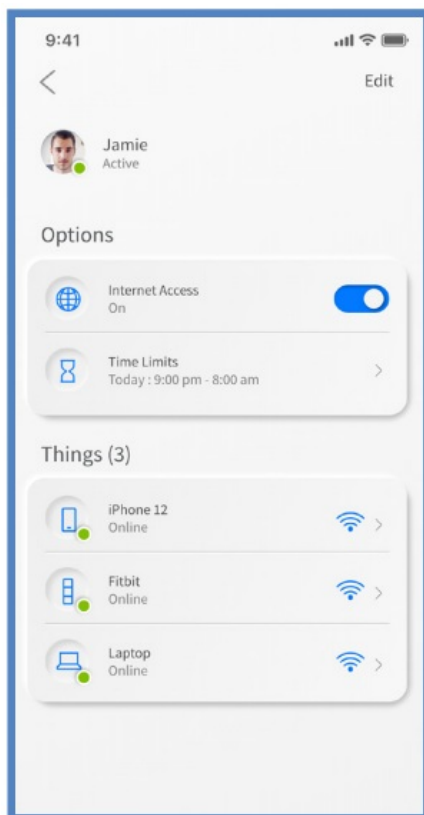 9:41
Edit
Jamie
Active
Options
Internet Access
On
Time Limits
Today : 9:00 pm - 8:00 am
Things (3)
iPhone 12
Online
Fitbit
Online
Laptop
Online